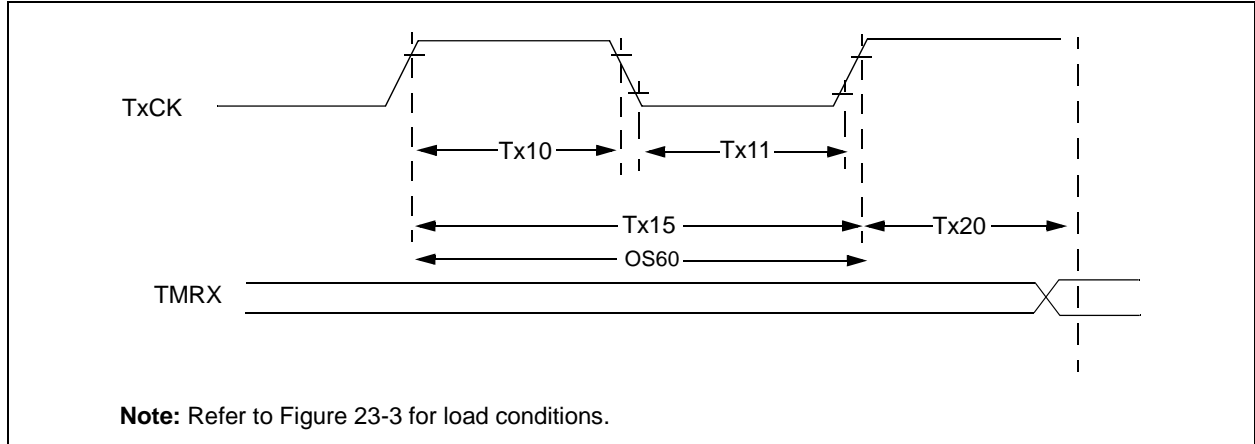 TxCK
Tx10
Tx11
Tx15
Tx20
OS60
TMRX
Note: Refer to Figure 23-3 for load conditions.